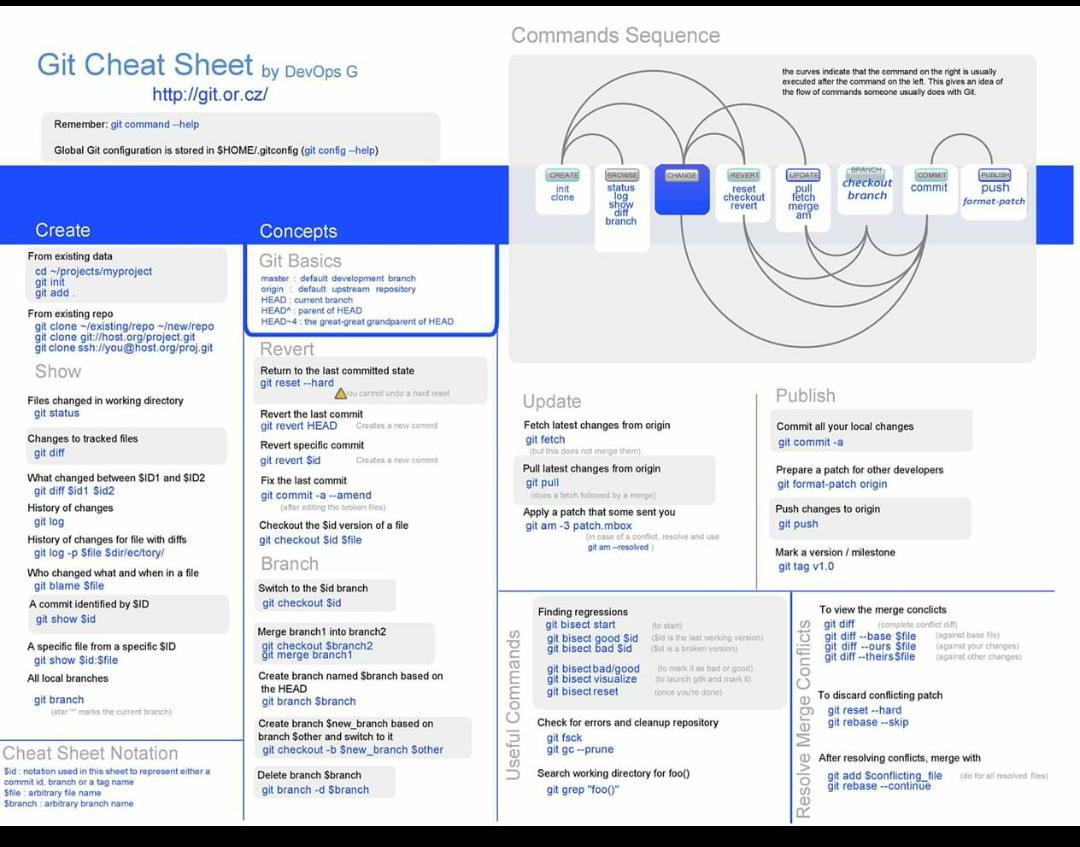 Git Cheat Sheet by DevOps G
http://git.or.cz/
Remember: git command --help
Global Git configuration is stored in $HOME/.gitconfig (git config --help)
Commands Sequence
the curves indicate that the command on the right is usually
executed after the command on the left. This gives an idea of
the flow of commands someone usually does with Git.
CREATE
init
clone
BROWSE
status
log
show
diff
branch
CHANGE
REVERT
reset
checkout
revert
UPDATE
pull
fetch
merge
am
BRANCH
checkout
branch
COMMIT
commit
PUBLISH
push
format-patch
Create
From existing data
cd ~/projects/myproject
git init
git add .
From existing repo
git clone ~/existing/repo ~/new/repo
git clone git://host.org/project.git
git clone ssh://you@host.org/proj.git
Show
Files changed in working directory
git status
Changes to tracked files
git diff
What changed between $ID1 and $ID2
git diff $id1 $id2
History of changes
git log
History of changes for file with diffs
git log -p $file $dir/ec/tory/
Who changed what and when in a file
git blame $file
A commit identified by $ID
git show $id
A specific file from a specific $ID
git show $id:$file
All local branches
git branch
(star '*' marks the current branch)
Cheat Sheet Notation
$id : notation used in this sheet to represent either a
commit id, branch or a tag name
$file : arbitrary file name
$branch : arbitrary branch name
Concepts
Git Basics
master : default development branch
origin : default upstream repository
HEAD : current branch
HEAD^ : parent of HEAD
HEAD~4 : the great-great grandparent of HEAD
Revert
Return to the last committed state
git reset --hard
you cannot undo a hard reset
Revert the last commit
git revert HEAD Creates a new commit
Revert specific commit
git revert $id Creates a new commit
Fix the last commit
git commit -a --amend
(after editing the broken files)
Checkout the $id version of a file
git checkout $id $file
Branch
Switch to the $id branch
git checkout $id
Merge branch1 into branch2
git checkout $branch2
git merge branch1
Create branch named $branch based on
the HEAD
git branch $branch
Create branch $new_branch based on
branch $other and switch to it
git checkout -b $new_branch $other
Delete branch $branch
git branch -d $branch
Update
Fetch latest changes from origin
git fetch
(but this does not merge them)
Pull latest changes from origin
git pull
(does a fetch followed by a merge)
Apply a patch that some sent you
git am -3 patch.mbox
(in case of a conflict, resolve and use
git am --resolved )
Publish
Commit all your local changes
git commit -a
Prepare a patch for other developers
git format-patch origin
Push changes to origin
git push
Mark a version / milestone
git tag v1.0
Useful Commands
Finding regressions
git bisect start (to start)
git bisect good $id ($id is the last working version)
git bisect bad $id ($id is a broken version)
git bisect bad/good (to mark it as bad or good)
git bisect visualize (to launch gitk and mark it)
git bisect reset (once you're done)
Check for errors and cleanup repository
git fsck
git gc --prune
Search working directory for foo()
git grep "foo()"
Resolve Merge Conflicts
To view the merge conclicts
git diff (complete conflict diff)
git diff --base $file (against base file)
git diff --ours $file (against your changes)
git diff --theirs $file (against other changes)
To discard conflicting patch
git reset --hard
git rebase --skip
After resolving conflicts, merge with
git add $conflicting_file (do for all resolved files)
git rebase --continue